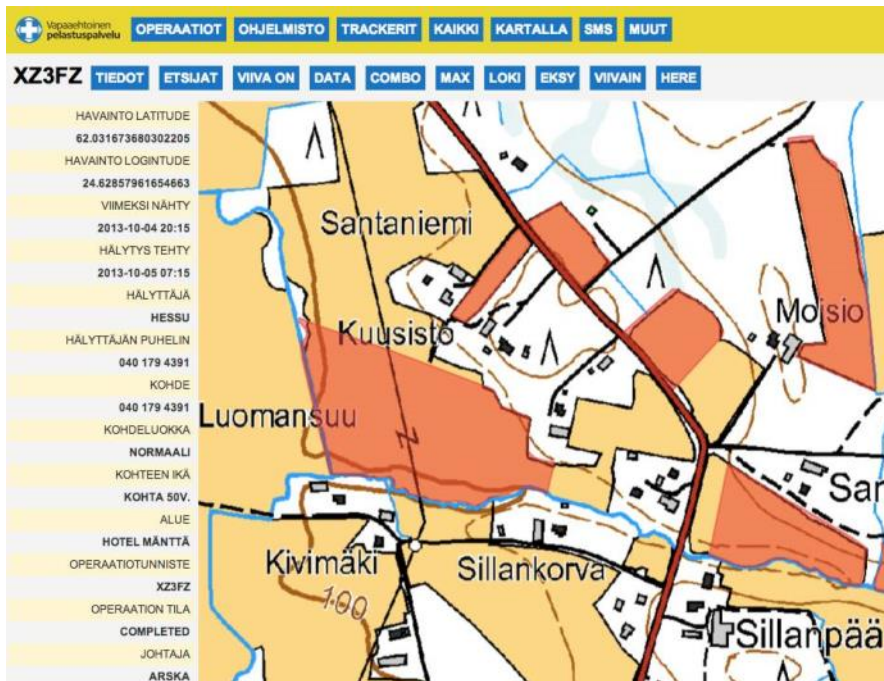 Vapaaehtoinen
pelastuspalvelu
OPERAATIOT OHJELMISTO TRACKERIT KAIKKI KARTALLA SMS MUUT
XZ3FZ TIEDOT ETSIJAT VIIVA ON DATA COMBO MAX LOKI EKSY VIIVAIN HERE
HAVAINTO LATITUDE
62.031673680302205
HAVAINTO LOGINTUDE
24.62857961654663
VIIMEKSI NÄHTY
2013-10-04 20:15
HÄLYTYS TEHTY
2013-10-05 07:15
HÄLYTTÄJÄ
HESSU
HÄLYTTÄJÄN PUHELIN
040 179 4391
KOHDE
040 179 4391
KOHDELUOKKA
NORMAALI
KOHTEEN IKÄ
KOHTA 50V.
ALUE
HOTEL MÄNTTÄ
OPERAATIOTUNNISTE
XZ3FZ
OPERAATION TILA
COMPLETED
JOHTAJA
ARSKA
Santaniemi
Moisio
Kuusisto
Luomansuu
Z
San
Kivimäki
Sillankorva
100
Sillanpää